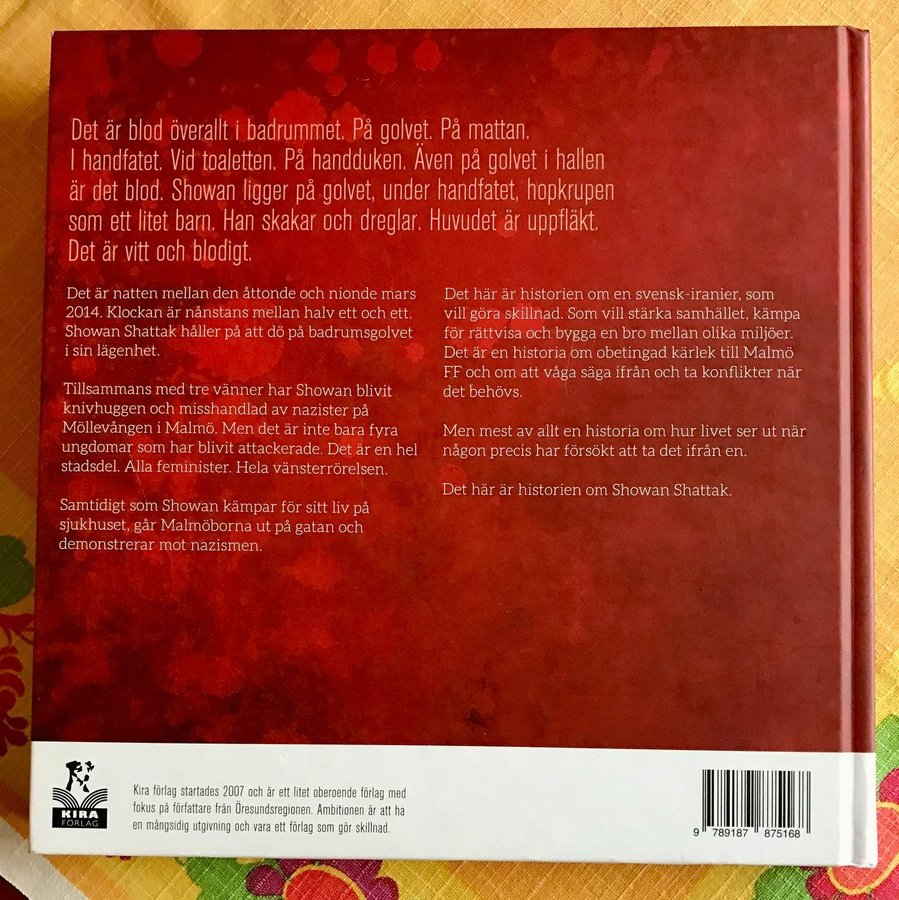 Det är blod överallt i badrummet. På golvet. På mattan.
I handfatet. Vid toaletten. På handduken. Även på golvet i hallen
är det blod. Showan ligger på golvet, under handfatet, hopkrupen
som ett litet barn. Han skakar och dreglar. Huvudet är uppfläkt.
Det är vitt och blodigt.
Det är natten mellan den åttonde och nionde mars
2014. Klockan är nånstans mellan halv ett och ett.
Showan Shattak håller på att dö på badrumsgolvet
i sin lägenhet.
Tillsammans med tre vänner har Showan blivit
knivhuggen och misshandlad av nazister på
Möllevången i Malmö. Men det är inte bara fyra
ungdomar som har blivit attackerade. Det är en hel
stadsdel. Alla feminister. Hela vänsterrörelsen.
Samtidigt som Showan kämpar för sitt liv på
sjukhuset, går Malmöborna ut på gatan och
demonstrerar mot nazismen.
Det här är historien om en svensk-iranier, som
vill göra skillnad. Som vill stärka samhället, kämpa
för rättvisa och bygga en bro mellan olika miljöer.
Det är en historia om obetingad kärlek till Malmö
FF och om att våga säga ifrån och ta konflikter när
det behövs.
Men mest av allt en historia om hur livet ser ut när
någon precis har försökt att ta det ifrån en.
Det här är historien om Showan Shattak.
KIRA
FÖRLAG
Kira förlag startades 2007 och är ett litet oberoende förlag med
fokus på författare från Öresundsregionen. Ambitionen är att ha
en mångsidig utgivning och vara ett förlag som gör skillnad.
9 789187 875168